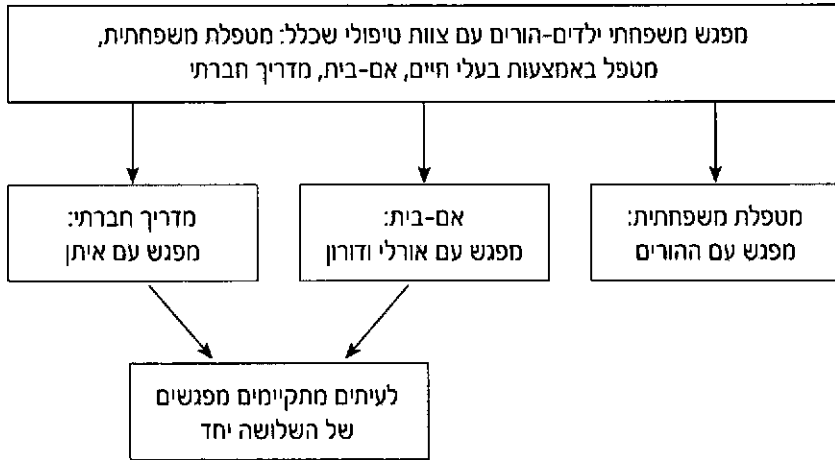 מפגש משפחתי ילדים-הורים עם צוות טיפולי שכלל: מטפלת משפחתית,
מטפל באמצעות בעלי חיים, אם-בית, מדריך חברתי
מטפלת משפחתית:
מפגש עם ההורים
אם-בית:
מפגש עם אורלי ודורון
מדריך חברתי:
מפגש עם איתן
לעיתים מתקיימים מפגשים
של השלושה יחד